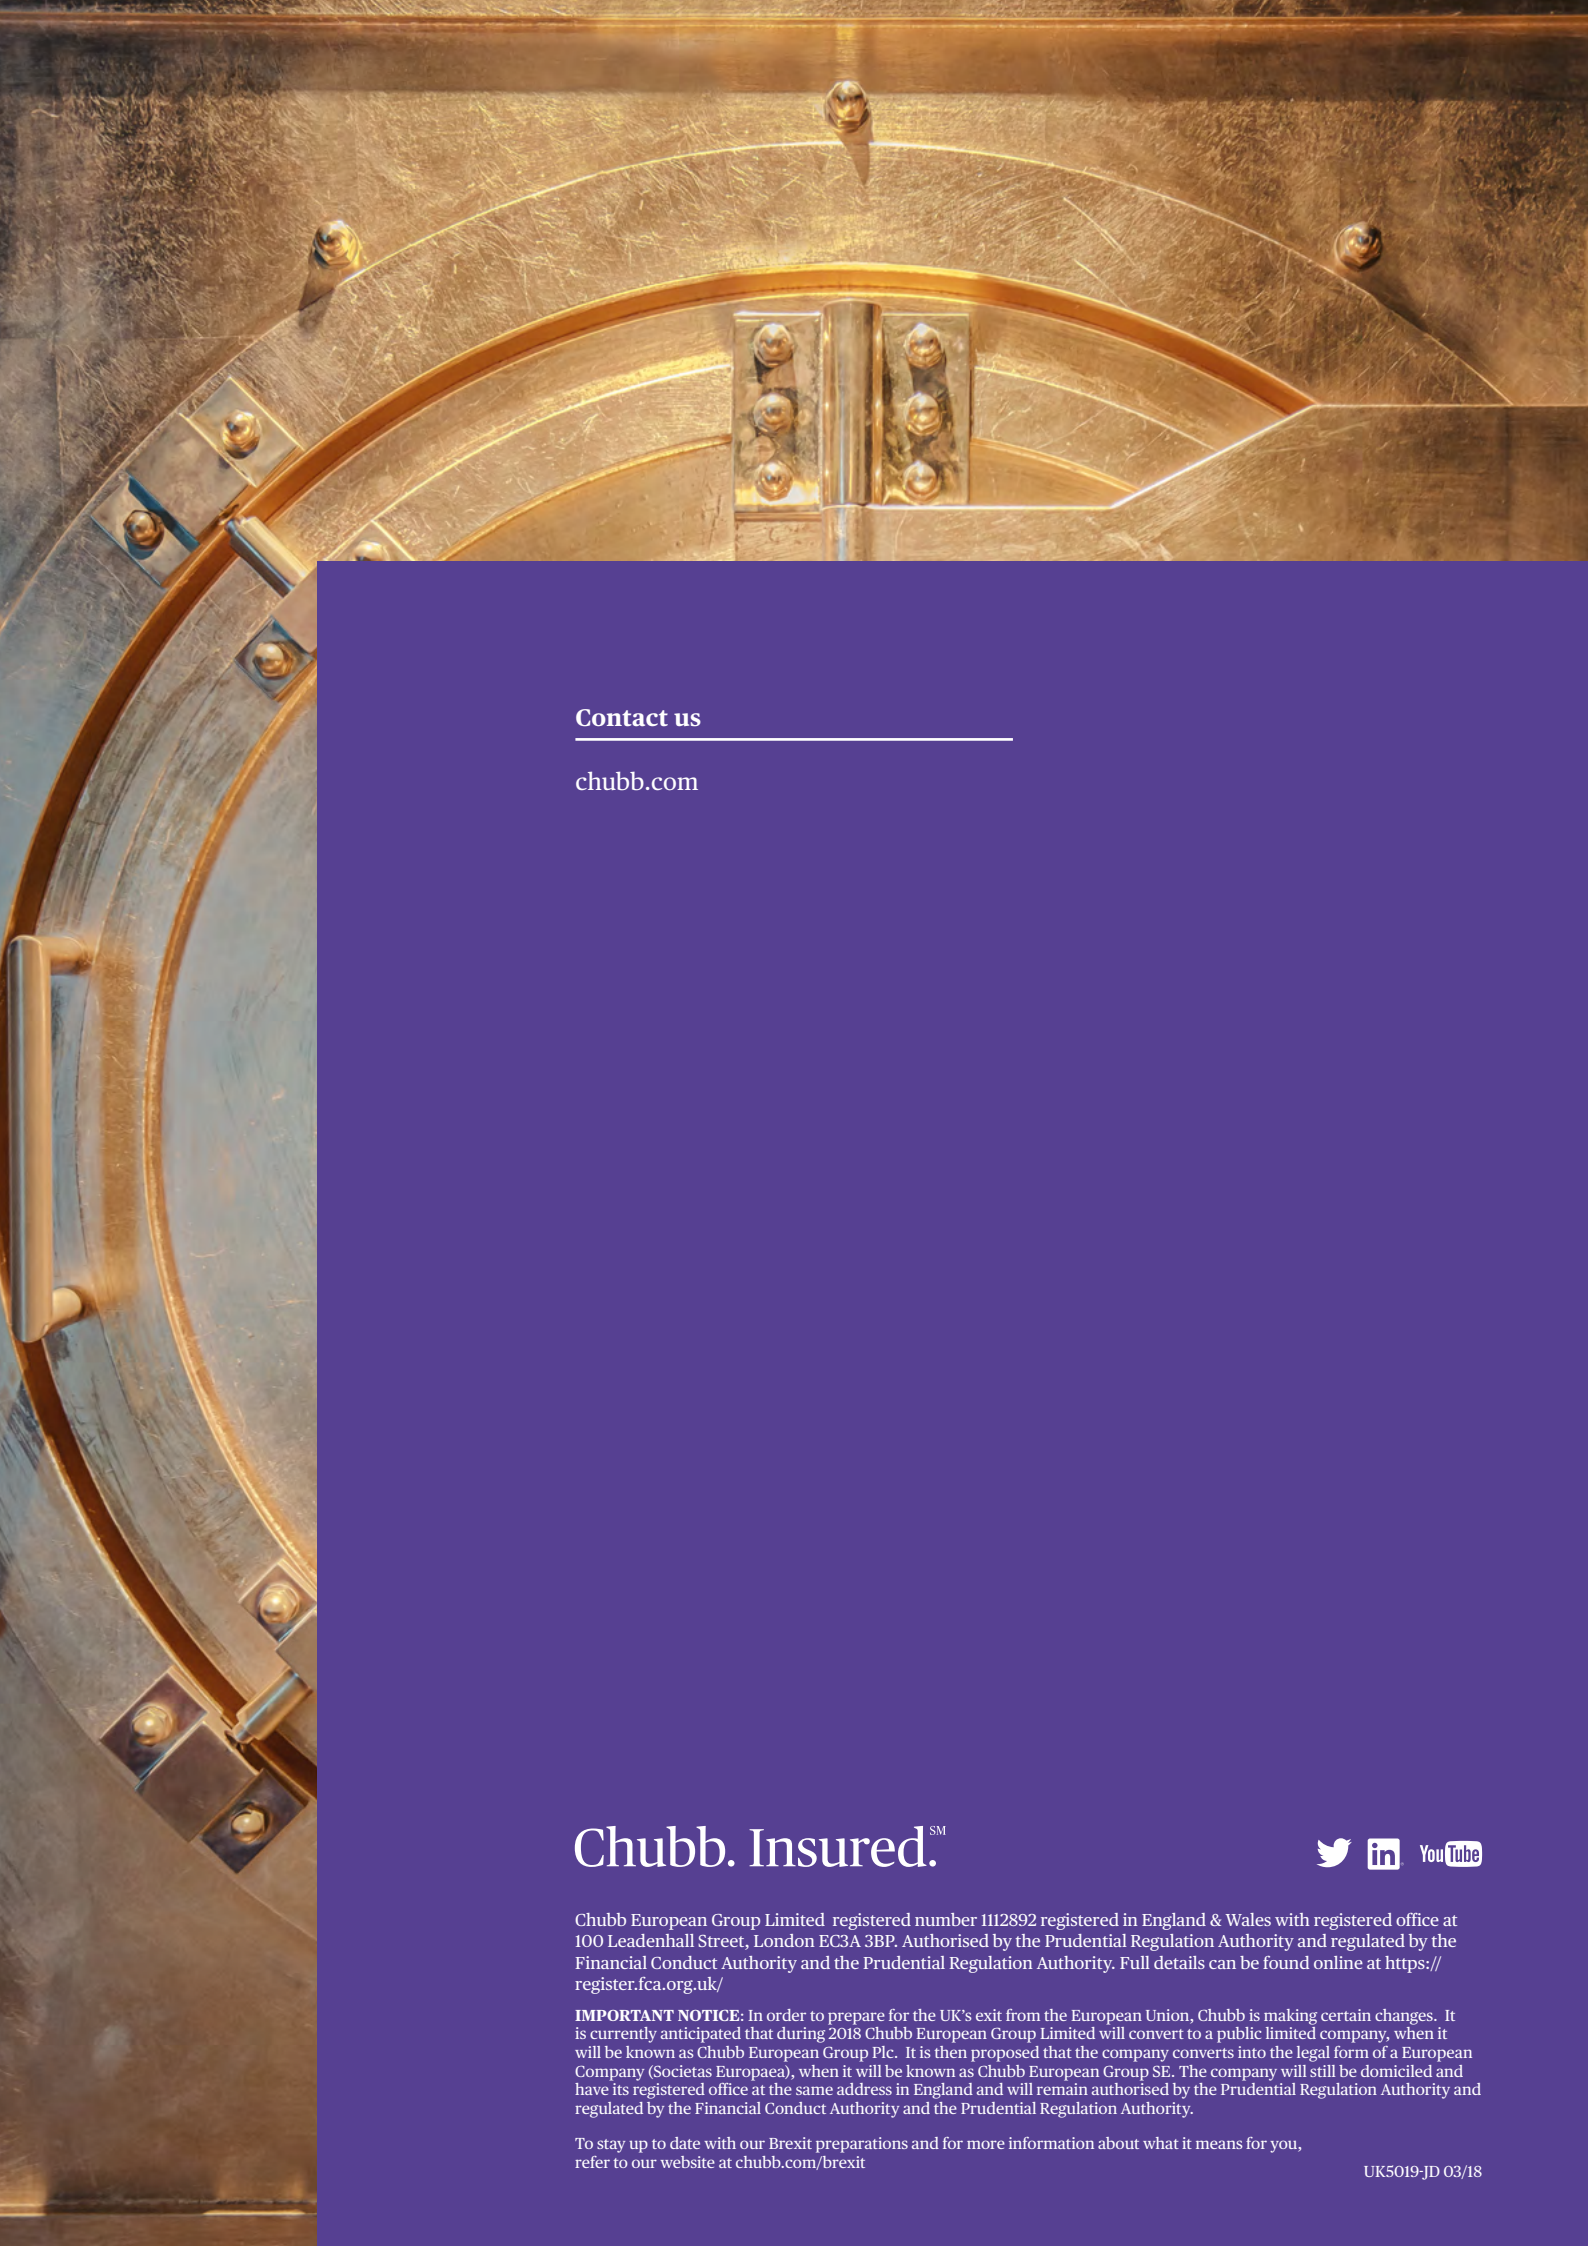 Contact us
chubb.com
Chubb. Insured.℠
You Tube
in
Chubb European Group Limited  registered number 1112892 registered in England & Wales with registered office at
100 Leadenhall Street, London EC3A 3BP. Authorised by the Prudential Regulation Authority and regulated by the
Financial Conduct Authority and the Prudential Regulation Authority. Full details can be found online at https://
register.fca.org.uk/
IMPORTANT NOTICE: In order to prepare for the UK’s exit from the European Union, Chubb is making certain changes.  It
is currently anticipated that during 2018 Chubb European Group Limited will convert to a public limited company, when it
will be known as Chubb European Group Plc.  It is then proposed that the company converts into the legal form of a European
Company (Societas Europaea), when it will be known as Chubb European Group SE. The company will still be domiciled and
have its registered office at the same address in England and will remain authorised by the Prudential Regulation Authority and
regulated by the Financial Conduct Authority and the Prudential Regulation Authority.
To stay up to date with our Brexit preparations and for more information about what it means for you,
refer to our website at chubb.com/brexit
UK5019-JD 03/18